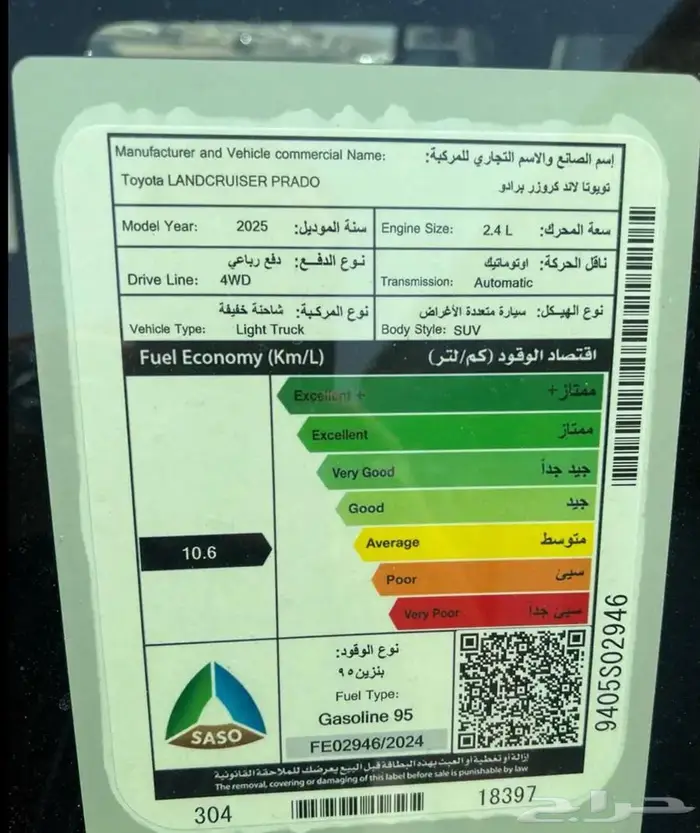 Manufacturer and Vehicle commercial Name: إسم الصانع والاسم التجاري للمركبة:
Toyota LANDCRUISER PRADO تويوتا لاند كروزر برادو
Model Year: 2025 سنة الموديل: Engine Size: 2.4 L سعة المحرك:
نوع الدفع: دفع رباعي ناقل الحركة: اوتوماتيك
Drive Line: 4WD Transmission: Automatic
نوع المركبة: شاحنة خفيفة نوع الهيكل: سيارة متعددة الأغراض
Vehicle Type: Light Truck Body Style: SUV
Fuel Economy (Km/L) اقتصاد الوقود (كم/لتر)
Excellent + ممتاز+
Excellent ممتاز
Very Good جيد جداً
Good جيد
Average متوسط
10.6
Poor سيئ
Very Poor سيئ جدا
نوع الوقود:
بنزين ٩٥
Fuel Type:
Gasoline 95
FE02946/2024
SASO
9405S02946
إزالة أو تغطية أو العبث بهذه البطاقة قبل البيع يعرضك للملاحقة القانونية
The removal, covering or damaging of this label before sale is punishable by law
304 18397
حراج